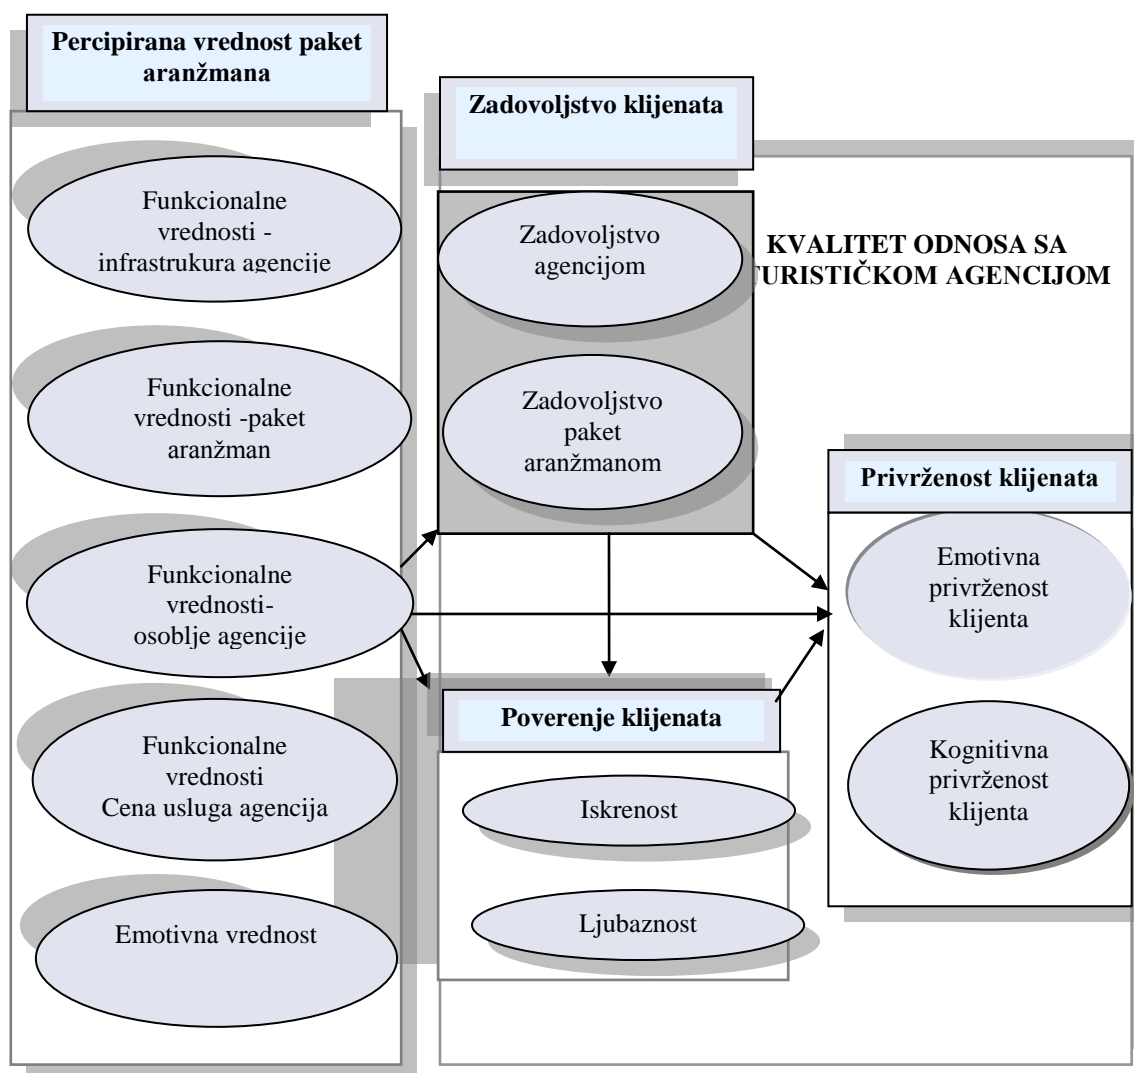 Percipirana vrednost paket
aranžmana
Funkcionalne
vrednosti -
infrastrukura agencije
Funkcionalne
vrednosti -paket
aranžman
Funkcionalne
vrednosti-
osoblje agencije
Funkcionalne
vrednosti
Cena usluga agencija
Emotivna vrednost
Zadovoljstvo klijenata
Zadovoljstvo
agencijom
Zadovoljstvo
paket
aranžmanom
KVALITET ODNOSA SA
TURISTIČKOM AGENCIJOM
Poverenje klijenata
Iskrenost
Ljubaznost
Privrženost klijenata
Emotivna
privrženost
klijenta
Kognitivna
privrženost
klijenta